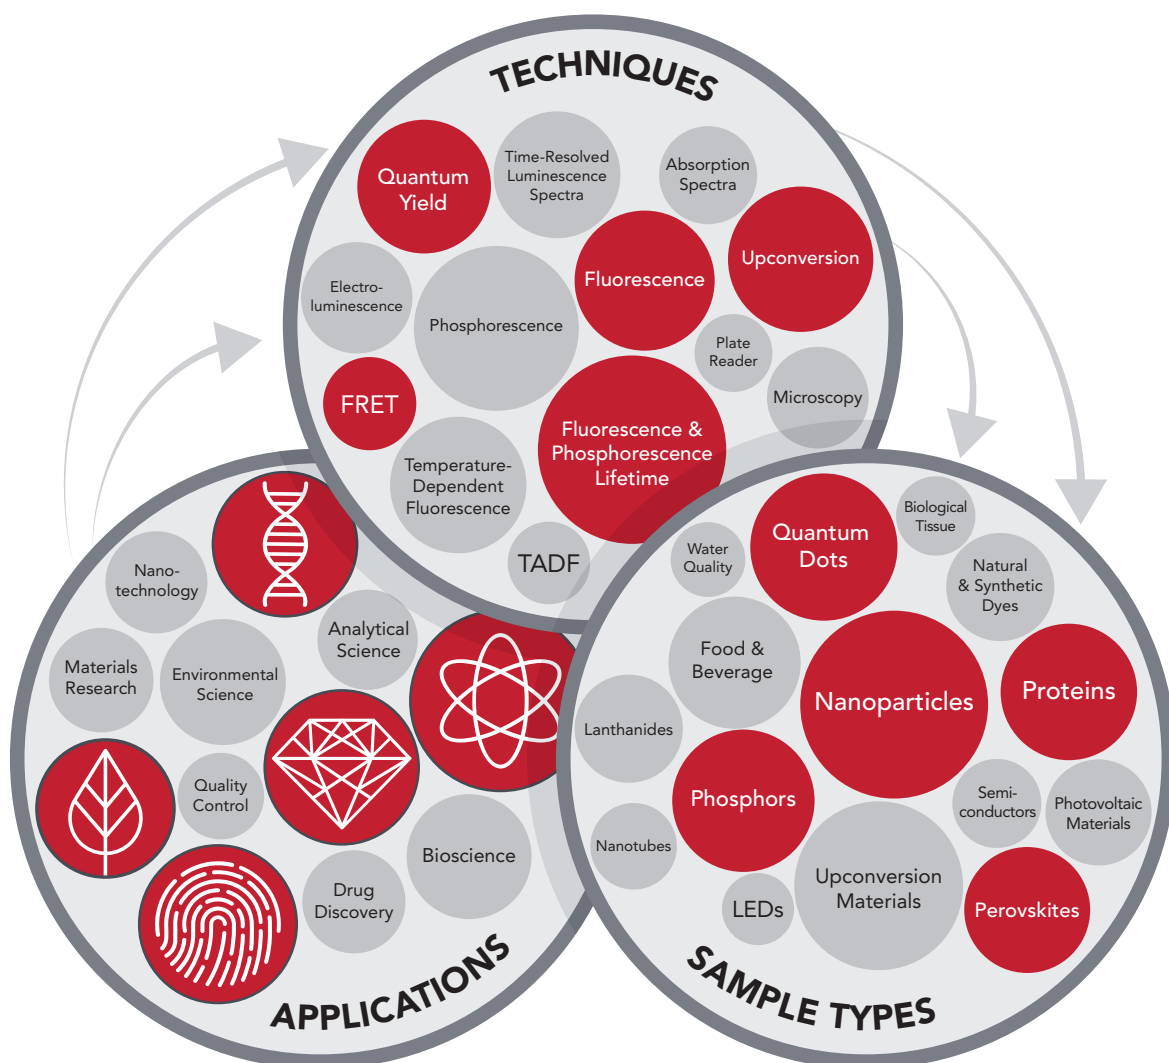 TECHNIQUES
Quantum
Yield
Time-Resolved
Luminescence
Spectra
Absorption
Spectra
Upconversion
Fluorescence
Electro-
luminescence
Phosphorescence
Plate
Reader
Microscopy
FRET
Fluorescence &
Phosphorescence
Lifetime
Temperature-
Dependent
Fluorescence
TADF
Nano-
technology
Analytical
Science
Materials
Research
Environmental
Science
Quality
Control
Bioscience
Drug
Discovery
APPLICATIONS
Quantum
Dots
Biological
Tissue
Water
Quality
Natural
& Synthetic
Dyes
Food &
Beverage
Nanoparticles
Proteins
Lanthanides
Phosphors
Semi-
conductors
Photovoltaic
Materials
Nanotubes
Upconversion
Materials
LEDs
Perovskites
SAMPLE TYPES